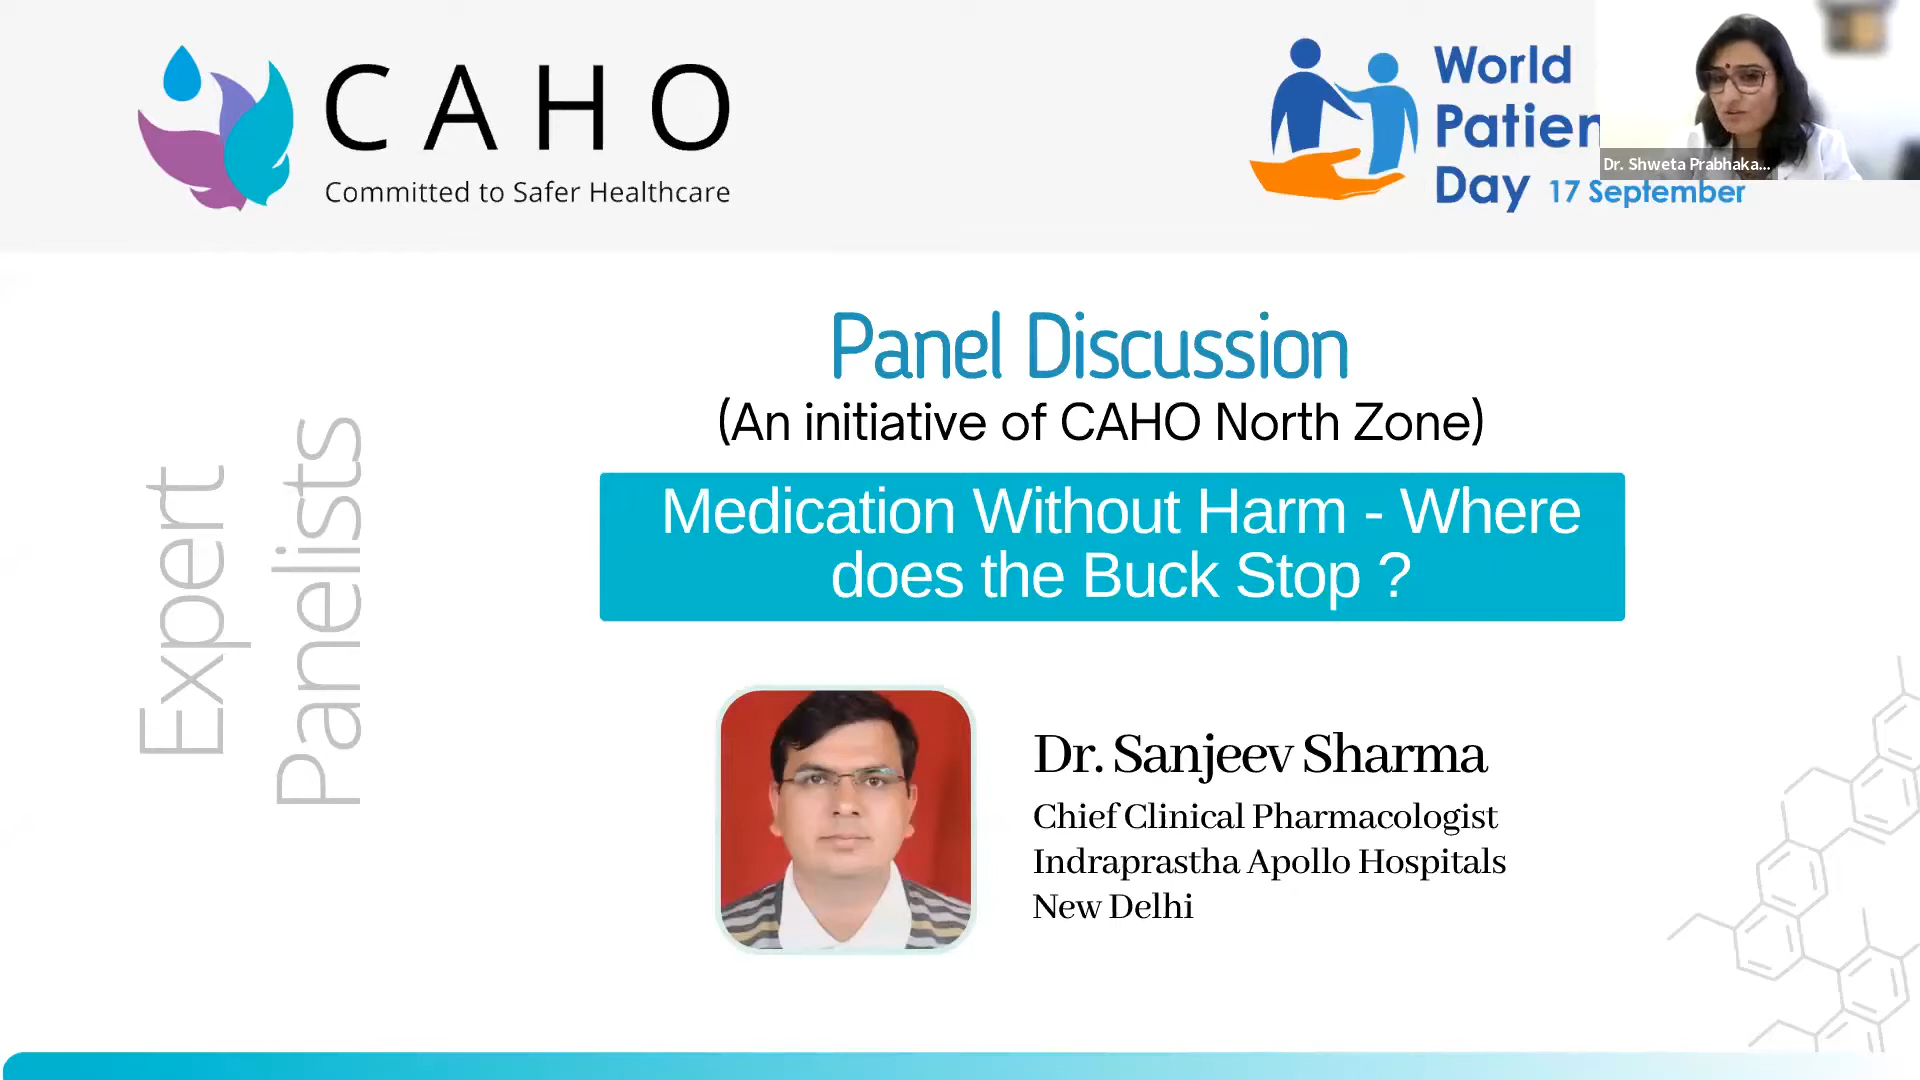 CAHO
Committed to Safer Healthcare
World
Patien
Day 17 September
Dr. Shweta Prabhaka...
Panel Discussion
(An initiative of CAHO North Zone)
Medication Without Harm - Where
does the Buck Stop ?
Expert
Panelists
Dr. Sanjeev Sharma
Chief Clinical Pharmacologist
Indraprastha Apollo Hospitals
New Delhi